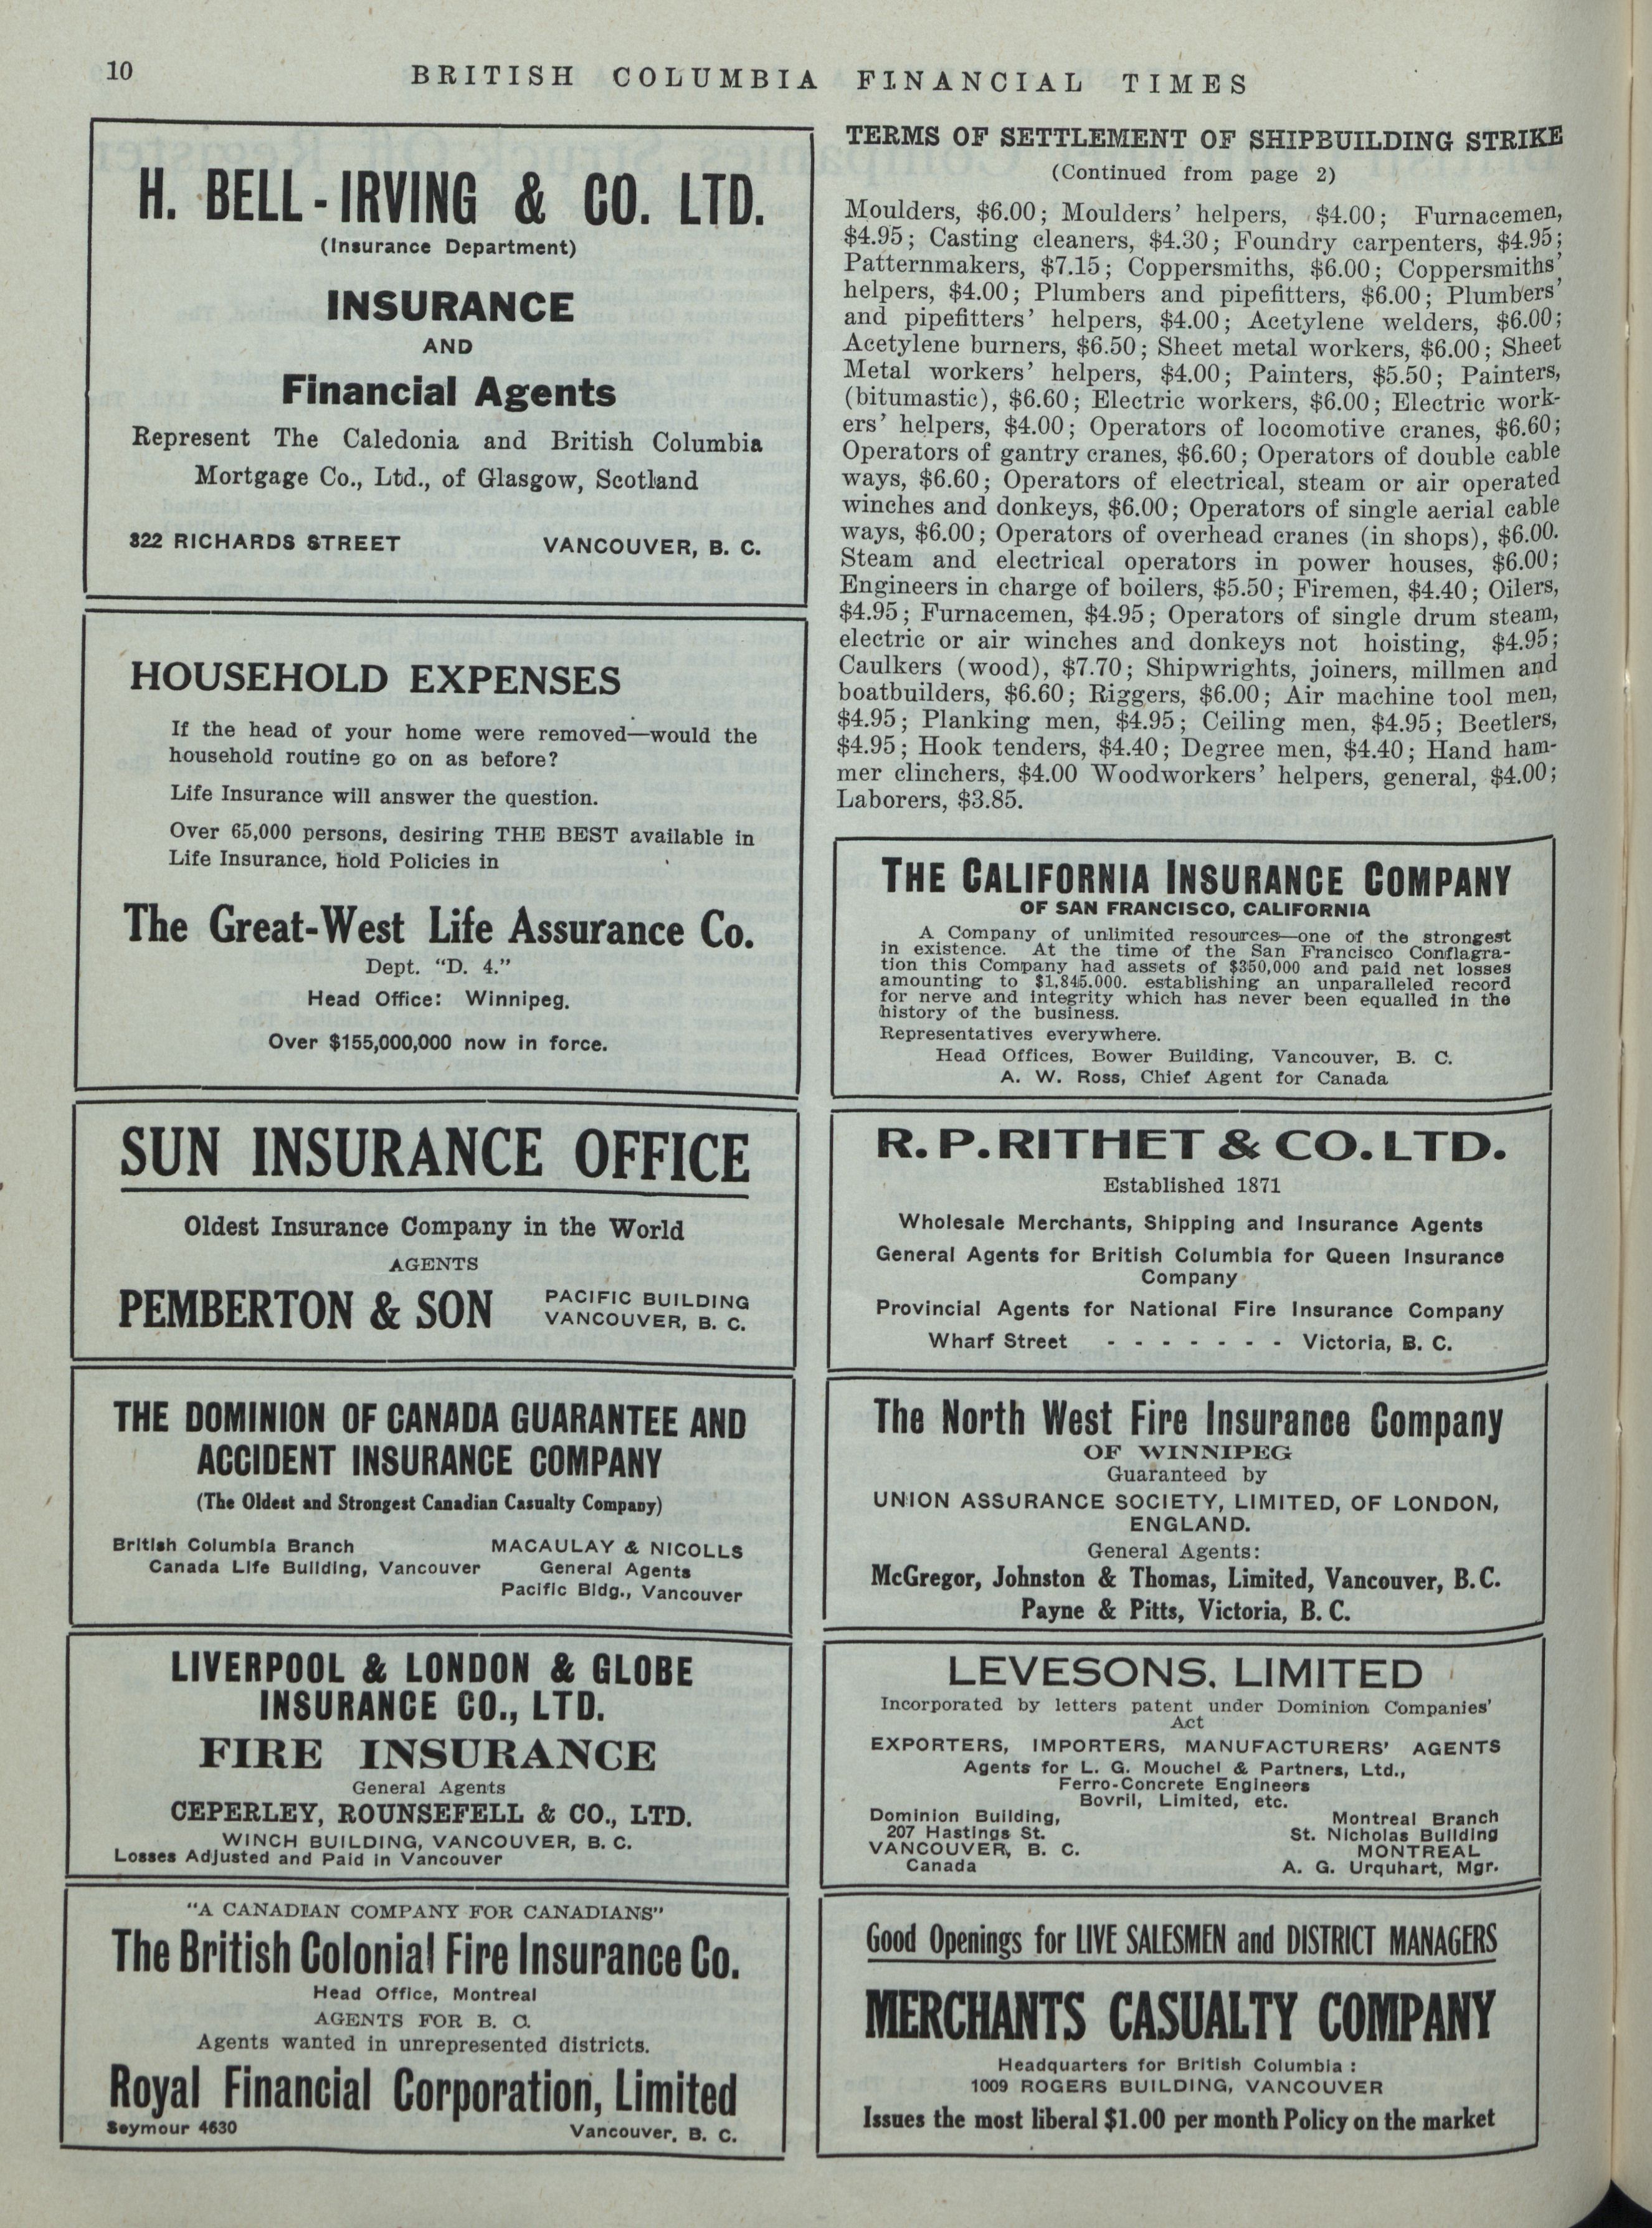 10
BRITISH COLUMBIA FINANCIAL TIMES
H. BELL-IRVING & CO. LTD.
(Insurance Department)
INSURANCE
AND
Financial Agents
Represent The Caledonia and British Columbia
Mortgage Co., Ltd., of Glasgow, Scotland
322 RICHARDS STREET VANCOUVER, B. C.
HOUSEHOLD EXPENSES
If the head of your home were removed—would the
household routine go on as before?
Life Insurance will answer the question.
Over 65,000 persons, desiring THE BEST available in
Life Insurance, hold Policies in
The Great-West Life Assurance Co.
Dept. "D. 4."
Head Office: Winnipeg.
Over $155,000,000 now in force.
SUN INSURANCE OFFICE
Oldest Insurance Company in the World
AGENTS
PEMBERTON & SON
PACIFIC BUILDING
VANCOUVER, B. C.
THE DOMINION OF CANADA GUARANTEE AND
ACCIDENT INSURANCE COMPANY
(The Oldest and Strongest Canadian Casualty Company)
British Columbia Branch
Canada Life Building, Vancouver
MACAULAY & NICOLLS
General Agents
Pacific Bldg., Vancouver
LIVERPOOL & LONDON & GLOBE
INSURANCE CO., LTD.
FIRE INSURANCE
General Agents
CEPERLEY, ROUNSEFELL & CO., LTD.
WINCH BUILDING, VANCOUVER, B. C.
Losses Adjusted and Paid in Vancouver
"A CANADIAN COMPANY FOR CANADIANS"
The British Colonial Fire Insurance Co.
Head Office, Montreal
AGENTS FOR B. C.
Agents wanted in unrepresented districts.
Royal Financial Corporation, Limited
Seymour 4630 Vancouver, B. C.
TERMS OF SETTLEMENT OF SHIPBUILDING STRIKE
(Continued from page 2)
Moulders, $6.00; Moulders' helpers, $4.00; Furnacemen,
$4.95; Casting cleaners, $4.30; Foundry carpenters, $4.95;
Patternmakers, $7.15; Coppersmiths, $6.00; Coppersmiths'
helpers, $4.00; Plumbers and pipefitters, $6.00; Plumbers'
and pipefitters' helpers, $4.00; Acetylene welders, $6.00;
Acetylene burners, $6.50; Sheet metal workers, $6.00; Sheet
Metal workers' helpers, $4.00; Painters, $5.50; Painters,
(bitumastic), $6.60; Electric workers, $6.00; Electric work-
ers' helpers, $4.00; Operators of locomotive cranes, $6.60;
Operators of gantry cranes, $6.60; Operators of double cable
ways, $6.60; Operators of electrical, steam or air operated
winches and donkeys, $6.00; Operators of single aerial cable
ways, $6.00; Operators of overhead cranes (in shops), $6.00.
Steam and electrical operators in power houses, $6.00;
Engineers in charge of boilers, $5.50; Firemen, $4.40; Oilers,
$4.95; Furnacemen, $4.95; Operators of single drum steam,
electric or air winches and donkeys not hoisting, $4.95;
Caulkers (wood), $7.70; Shipwrights, joiners, millmen and
boatbuilders, $6.60; Riggers, $6.00; Air machine tool men,
$4.95; Planking men, $4.95; Ceiling men, $4.95; Beetlers,
$4.95; Hook tenders, $4.40; Degree men, $4.40; Hand ham-
mer clinchers, $4.00 Woodworkers' helpers, general, $4.00;
Laborers, $3.85.
THE CALIFORNIA INSURANCE COMPANY
OF SAN FRANCISCO, CALIFORNIA
A Company of unlimited resources—one of the strongest
in existence. At the time of the San Francisco Conflagra-
tion this Company had assets of $350,000 and paid net losses
amounting to $1,845.000. establishing an unparalleled record
for nerve and integrity which has never been equalled in the
history of the business.
Representatives everywhere.
Head Offices, Bower Building, Vancouver, B. C.
A. W. Ross, Chief Agent for Canada
R. P. RITHET & CO. LTD.
Established 1871
Wholesale Merchants, Shipping and Insurance Agents
General Agents for British Columbia for Queen Insurance
Company
Provincial Agents for National Fire Insurance Company
Wharf Street - - - - - - - Victoria, B. C.
The North West Fire Insurance Company
OF WINNIPEG
Guaranteed by
UNION ASSURANCE SOCIETY, LIMITED, OF LONDON,
ENGLAND.
General Agents:
McGregor, Johnston & Thomas, Limited, Vancouver, B. C.
Payne & Pitts, Victoria, B. C.
LEVESONS, LIMITED
Incorporated by letters patent under Dominion Companies'
Act
EXPORTERS, IMPORTERS, MANUFACTURERS' AGENTS
Agents for L. G. Mouchel & Partners, Ltd.,
Ferro-Concrete Engineers
Bovril, Limited, etc.
Dominion Building,
207 Hastings St.
VANCOUVER, B. C.
Canada
Montreal Branch
St. Nicholas Building
MONTREAL
A. G. Urquhart, Mgr.
Good Openings for LIVE SALESMEN and DISTRICT MANAGERS
MERCHANTS CASUALTY COMPANY
Headquarters for British Columbia :
1009 ROGERS BUILDING, VANCOUVER
Issues the most liberal $1.00 per month Policy on the market